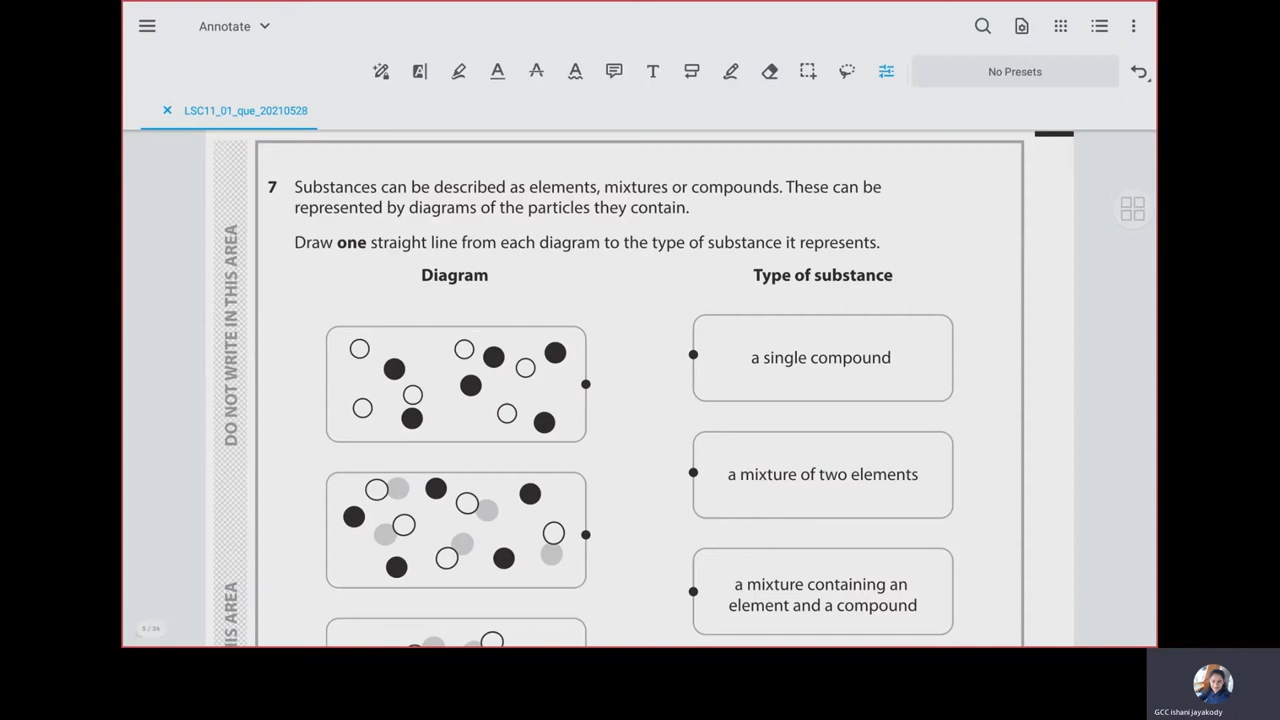 Annotate
No Presets
LSC11_01_que_20210528
DO NOT WRITE IN THIS AREA
7 Substances can be described as elements, mixtures or compounds. These can be
represented by diagrams of the particles they contain.
Draw one straight line from each diagram to the type of substance it represents.
Diagram
Type of substance
a single compound
a mixture of two elements
a mixture containing an
element and a compound
IS AREA
5 / 36
GCC ishani jayakody